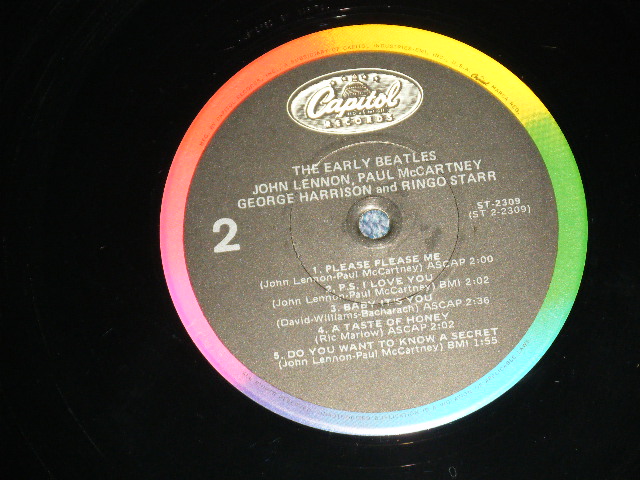 Capitol
RECORDS
THE EARLY BEATLES
JOHN LENNON, PAUL McCARTNEY
GEORGE HARRISON and RINGO STARR
ST-2309
(ST 2-2309)
2
1. PLEASE PLEASE ME
(John Lennon-Paul McCartney) ASCAP 2:00
2. P.S. I LOVE YOU
(John Lennon-Paul McCartney) BMI 2:02
3. BABY IT'S YOU
(David-Williams-Bacharach) ASCAP 2:36
4. A TASTE OF HONEY
(Ric Marlow) ASCAP 2:02
5. DO YOU WANT TO KNOW A SECRET
(John Lennon-Paul McCartney) BMI 1:55